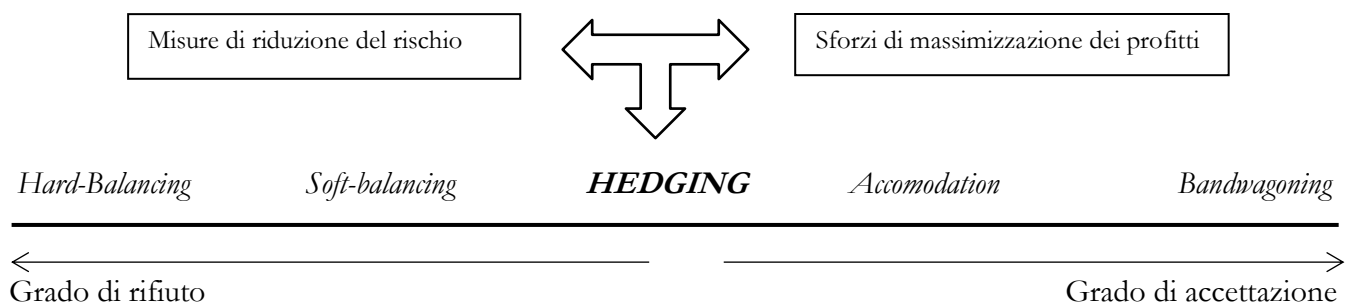 Misure di riduzione del rischio
Sforzi di massimizzazione dei profitti
Hard-Balancing Soft-balancing HEDGING Accomodation Bandwagoning
Grado di rifiuto Grado di accettazione